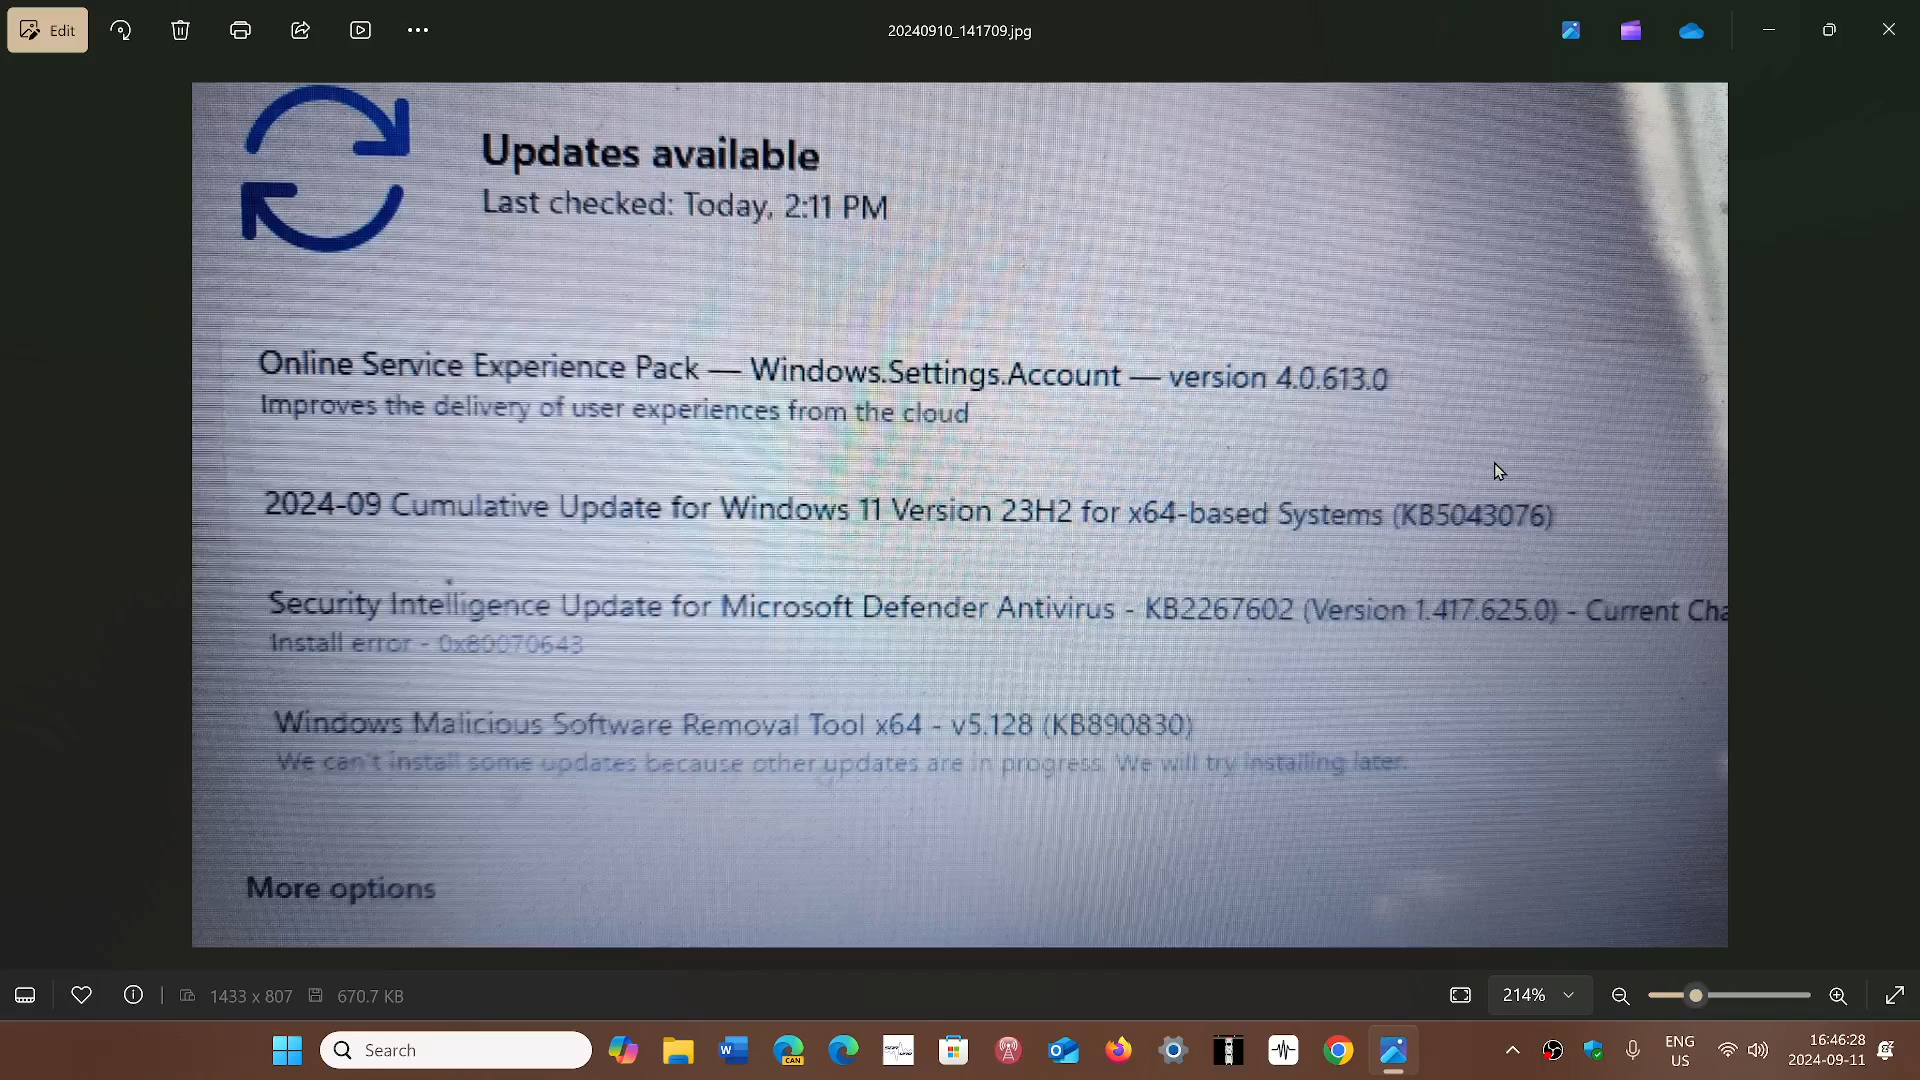 Edit
20240910_141709.jpg
Updates available
Last checked: Today, 2:11 PM
Online Service Experience Pack — Windows.Settings.Account — version 4.0.613.0
Improves the delivery of user experiences from the cloud
2024-09 Cumulative Update for Windows 11 Version 23H2 for x64-based Systems (KB5043076)
Security Intelligence Update for Microsoft Defender Antivirus - KB2267602 (Version 1.417.625.0) - Current Cha
Install error - 0x80070643
Windows Malicious Software Removal Tool x64 - v5.128 (KB890830)
We can't install some updates because other updates are in progress. We will try installing later.
More options
1433 x 807
670.7 KB
214%
Search
W
CAN
ENG
US
16:46:28
2024-09-11